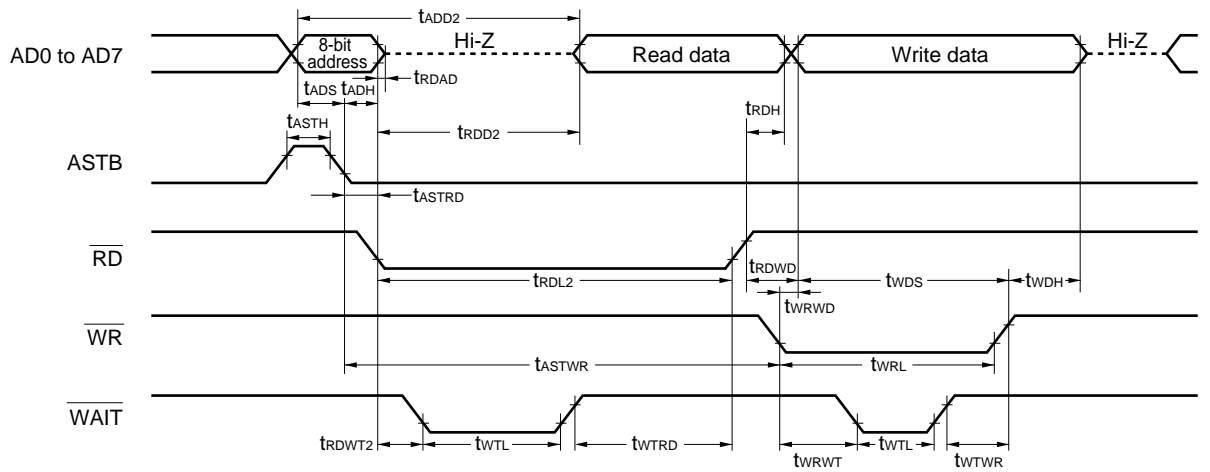 tADD2
AD0 to AD7
8-bit
address
Hi-Z
Read data
Write data
Hi-Z
tRDAD
tADS
tADH
tRDH
tASTH
tRDD2
ASTB
tASTRD
RD
tRDL2
tRDWD
tWDS
tWDH
tWRWD
WR
tASTWR
tWRL
WAIT
tRDWT2
tWTL
tWTRD
tWRWT
tWTL
tWTWR